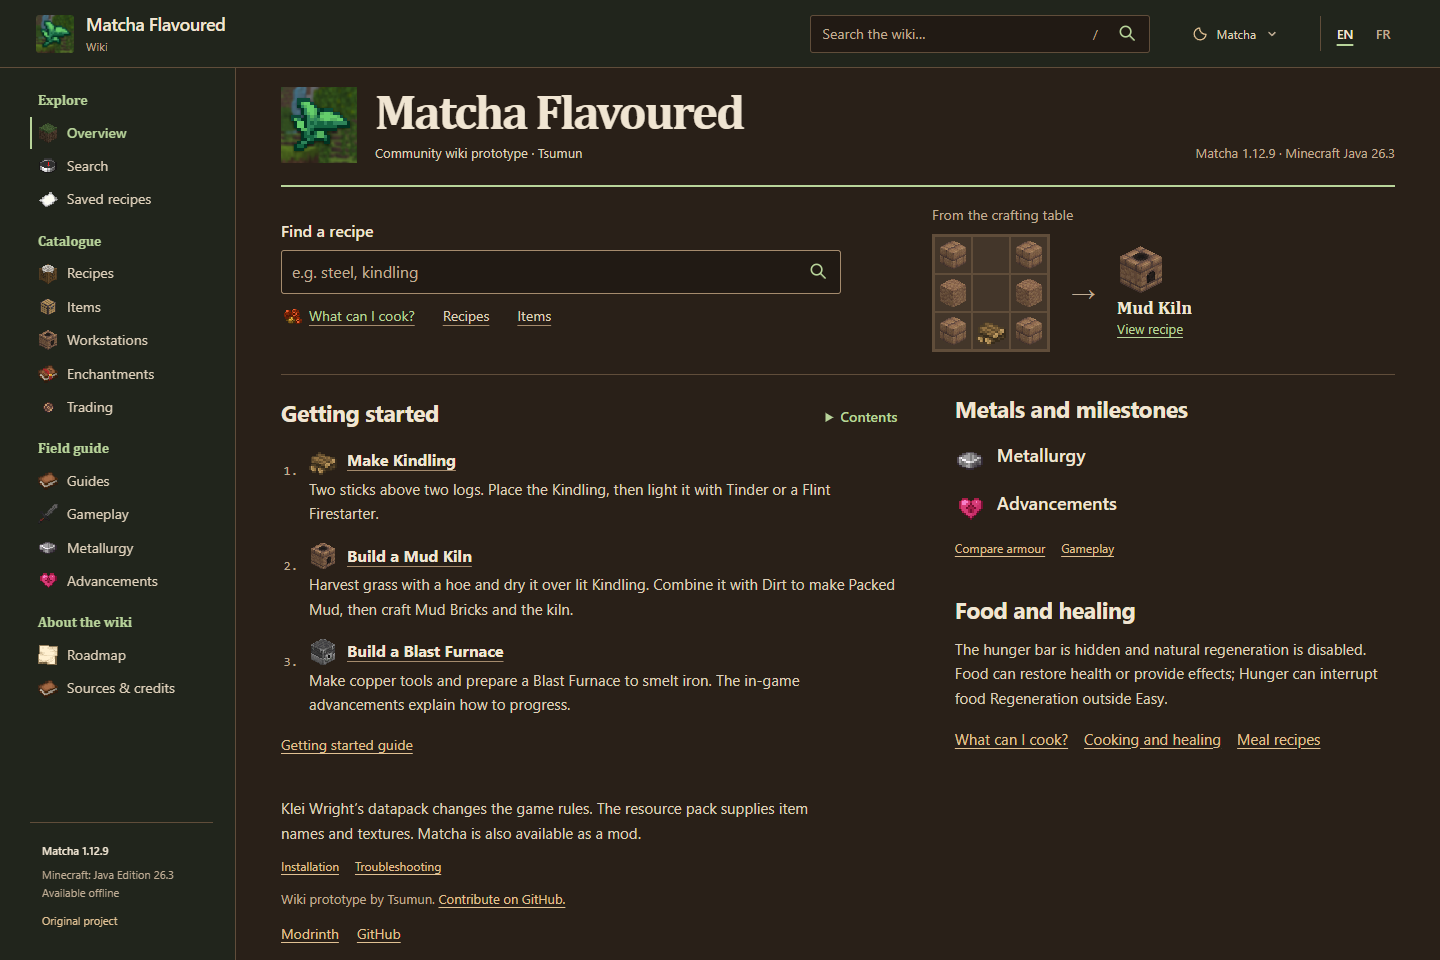 Matcha Flavoured
Wiki
Search the wiki...
/
Matcha
EN
FR
Explore
Overview
Search
Saved recipes
Catalogue
Recipes
Items
Workstations
Enchantments
Trading
Field guide
Guides
Gameplay
Metallurgy
Advancements
About the wiki
Roadmap
Sources & credits
Matcha 1.12.9
Minecraft: Java Edition 26.3
Available offline
Original project
Matcha Flavoured
Community wiki prototype · Tsumun
Matcha 1.12.9 · Minecraft Java 26.3
Find a recipe
e.g. steel, kindling
What can I cook?
Recipes
Items
From the crafting table
→
Mud Kiln
View recipe
Getting started
▶ Contents
1. Make Kindling
Two sticks above two logs. Place the Kindling, then light it with Tinder or a Flint
Firestarter.
2. Build a Mud Kiln
Harvest grass with a hoe and dry it over lit Kindling. Combine it with Dirt to make Packed
Mud, then craft Mud Bricks and the kiln.
3. Build a Blast Furnace
Make copper tools and prepare a Blast Furnace to smelt iron. The in-game
advancements explain how to progress.
Getting started guide
Klei Wright's datapack changes the game rules. The resource pack supplies item
names and textures. Matcha is also available as a mod.
Installation
Troubleshooting
Wiki prototype by Tsumun. Contribute on GitHub.
Modrinth
GitHub
Metals and milestones
Metallurgy
Advancements
Compare armour
Gameplay
Food and healing
The hunger bar is hidden and natural regeneration is disabled.
Food can restore health or provide effects; Hunger can interrupt
food Regeneration outside Easy.
What can I cook?
Cooking and healing
Meal recipes